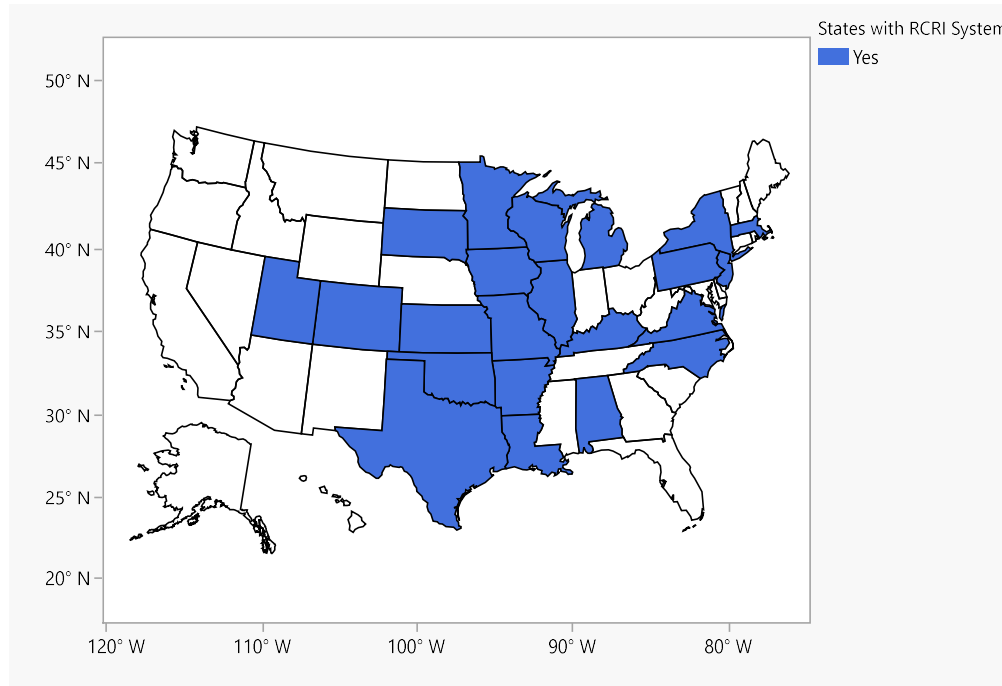 States with RCRI System
Yes
50° N
45° N
40° N
35° N
30° N
25° N
20° N
120° W
110° W
100° W
90° W
80° W